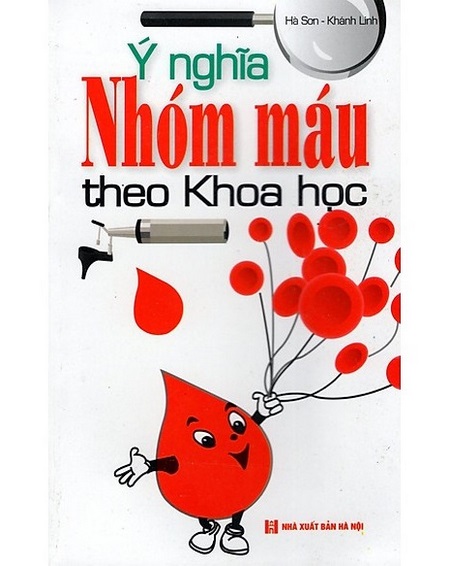 Hà Sơn - Khánh Linh
Ý nghĩa
Nhóm máu
theo Khoa học
NHÀ XUẤT BẢN HÀ NỘI